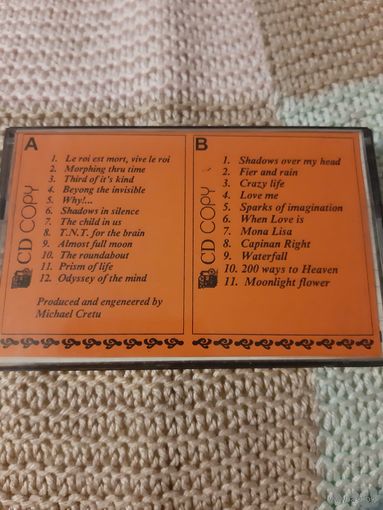 A
CD COPY
1. Le roi est mort, vive le roi
2. Morphing thru time
3. Third of it's kind
4. Beyong the invisible
5. Why!...
6. Shadows in silence
7. The child in us
8. T.N.T. for the brain
9. Almost full moon
10. The roundabout
11. Prism of life
12. Odyssey of the mind
Produced and engeneered by
Michael Cretu
B
CD COPY
1. Shadows over my head
2. Fier and rain
3. Crazy life
4. Love me
5. Sparks of imagination
6. When Love is
7. Mona Lisa
8. Capinan Right
9. Waterfall
10. 200 ways to Heaven
11. Moonlight flower